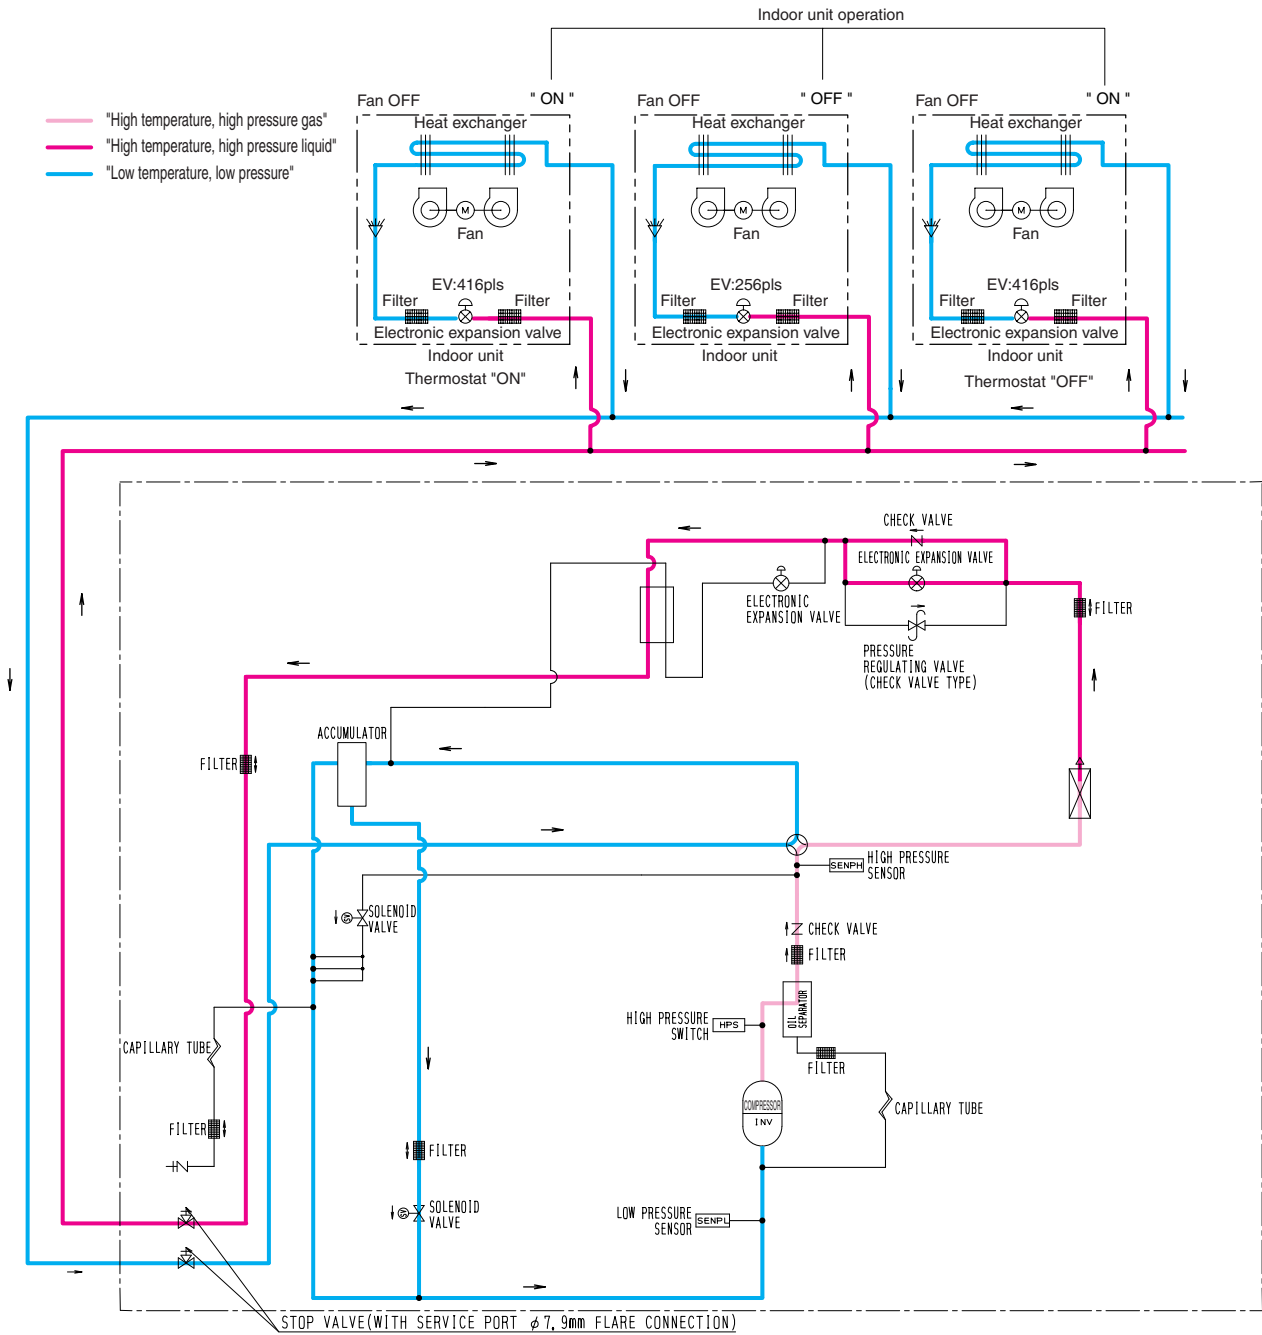 Indoor unit operation
Fan OFF
" ON "
Fan OFF
" OFF "
Fan OFF
" ON "
"High temperature, high pressure gas"
"High temperature, high pressure liquid"
"Low temperature, low pressure"
Heat exchanger
Heat exchanger
Heat exchanger
M
M
M
Fan
Fan
Fan
EV:416pls
EV:256pls
EV:416pls
Filter
Filter
Filter
Filter
Filter
Filter
Electronic expansion valve
Electronic expansion valve
Electronic expansion valve
Indoor unit
Indoor unit
Indoor unit
Thermostat "ON"
Thermostat "OFF"
CHECK VALVE
ELECTRONIC EXPANSION VALVE
ELECTRONIC
EXPANSION VALVE
FILTER
PRESSURE
REGULATING VALVE
(CHECK VALVE TYPE)
ACCUMULATOR
FILTER
SENPH
HIGH PRESSURE
SENSOR
SOLENOID
VALVE
CHECK VALVE
FILTER
OIL
SEPARATOR
HIGH PRESSURE
SWITCH
HPS
CAPILLARY TUBE
FILTER
COMPRESSOR
INV
CAPILLARY TUBE
FILTER
FILTER
SOLENOID
VALVE
LOW PRESSURE
SENSOR
SENPL
STOP VALVE(WITH SERVICE PORT φ7,9mm FLARE CONNECTION)